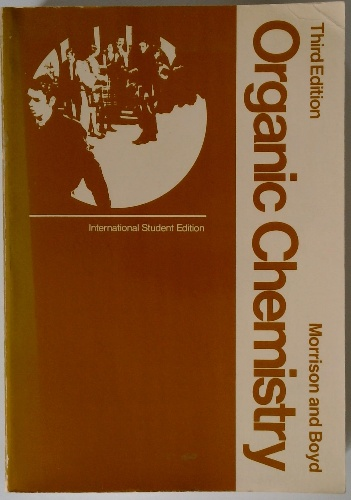 Third Edition
Organic Chemistry
Morrison and Boyd
International Student Edition